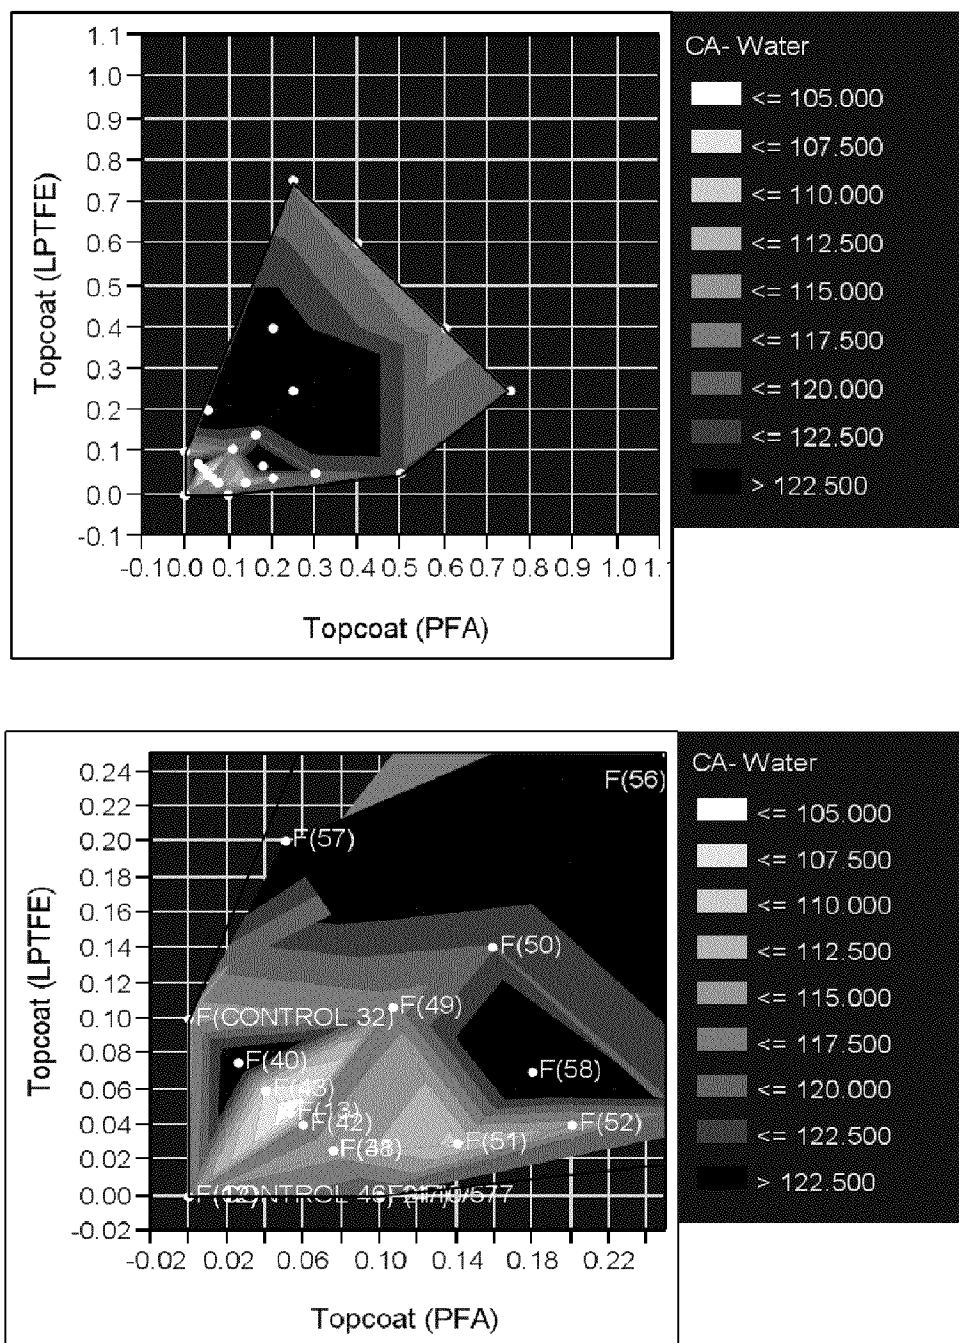 1.1
1.0
0.9
0.8
0.7
0.6
0.5
0.4
0.3
0.2
0.1
0.0
-0.1
Topcoat (LPTFE)
-0.1 0.0 0.1 0.2 0.3 0.4 0.5 0.6 0.7 0.8 0.9 1.0 1.1
Topcoat (PFA)
CA- Water
<= 105.000
<= 107.500
<= 110.000
<= 112.500
<= 115.000
<= 117.500
<= 120.000
<= 122.500
> 122.500
0.24
0.22
0.20
0.18
0.16
0.14
0.12
0.10
0.08
0.06
0.04
0.02
0.00
-0.02
Topcoat (LPTFE)
F(56)
F(57)
F(50)
F(49)
F(CONTROL 32)
F(40)
F(58)
F(42)
F(52)
F(51)
-0.02 0.02 0.06 0.10 0.14 0.18 0.22
Topcoat (PFA)
CA- Water
<= 105.000
<= 107.500
<= 110.000
<= 112.500
<= 115.000
<= 117.500
<= 120.000
<= 122.500
> 122.500